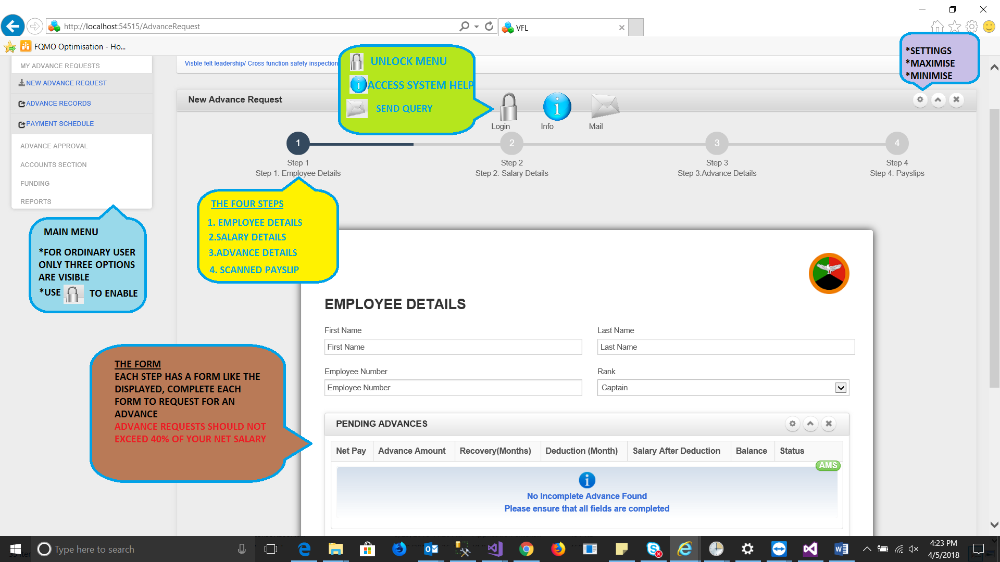 http://localhost:54515/AdvanceRequest
VFL
FQMO Optimisation - Ho...
MY ADVANCE REQUESTS
NEW ADVANCE REQUEST
ADVANCE RECORDS
PAYMENT SCHEDULE
ADVANCE APPROVAL
ACCOUNTS SECTION
FUNDING
REPORTS
Visble felt leadership/ Cross function safety inspection
UNLOCK MENU
ACCESS SYSTEM HELP
SEND QUERY
*SETTINGS
*MAXIMISE
*MINIMISE
New Advance Request
Login
Info
Mail
1
2
3
4
Step 1
Step 2
Step 3
Step 4
Step 1: Employee Details
Step 2: Salary Details
Step 3:Advance Details
Step 4: Payslips
THE FOUR STEPS
1. EMPLOYEE DETAILS
2.SALARY DETAILS
3.ADVANCE DETAILS
4. SCANNED PAYSLIP
MAIN MENU
*FOR ORDINARY USER
ONLY THREE OPTIONS
ARE VISIBLE
*USE TO ENABLE
THE FORM
EACH STEP HAS A FORM LIKE THE
DISPLAYED, COMPLETE EACH
FORM TO REQUEST FOR AN
ADVANCE
ADVANCE REQUESTS SHOULD NOT
EXCEED 40% OF YOUR NET SALARY
EMPLOYEE DETAILS
First Name
Last Name
First Name
Last Name
Employee Number
Rank
Employee Number
Captain
PENDING ADVANCES
Net Pay
Advance Amount
Recovery(Months)
Deduction (Month)
Salary After Deduction
Balance
Status
AMS
No Incomplete Advance Found
Please ensure that all fields are completed
Type here to search
4:23 PM
4/5/2018